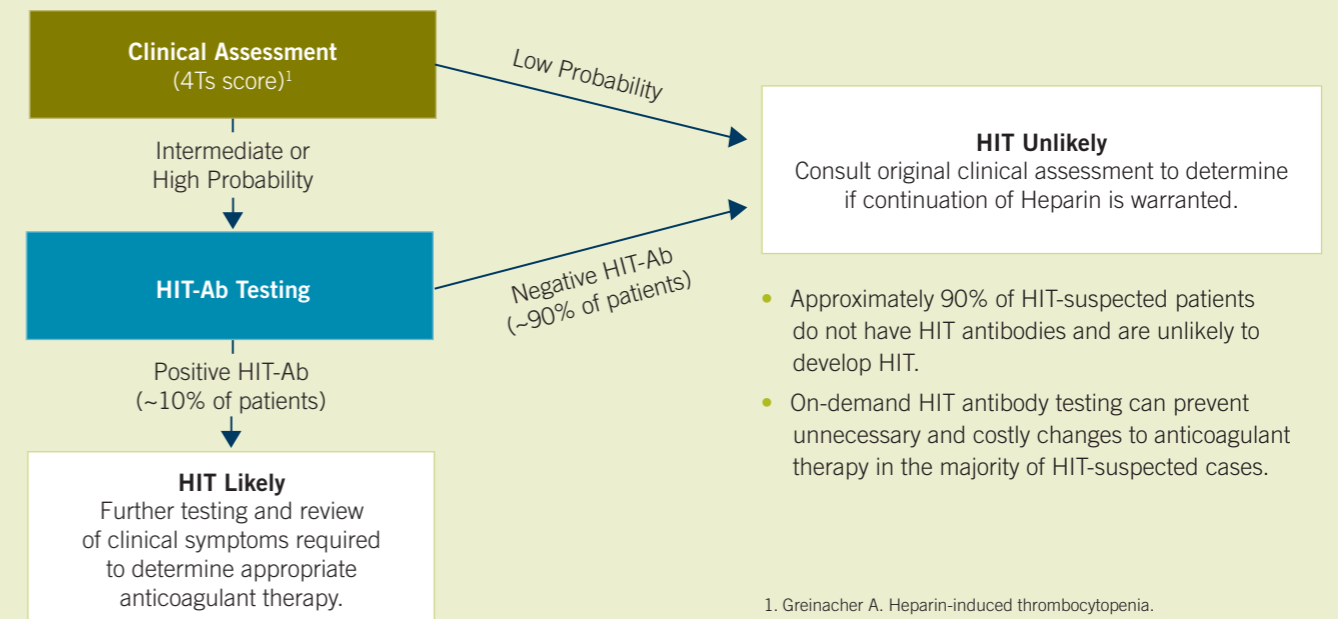 Clinical Assessment
(4Ts score)¹
Low Probability
Intermediate or
High Probability
HIT-Ab Testing
Negative HIT-Ab
(~90% of patients)
Positive HIT-Ab
(~10% of patients)
HIT Likely
Further testing and review
of clinical symptoms required
to determine appropriate
anticoagulant therapy.
HIT Unlikely
Consult original clinical assessment to determine
if continuation of Heparin is warranted.
• Approximately 90% of HIT-suspected patients
do not have HIT antibodies and are unlikely to
develop HIT.
• On-demand HIT antibody testing can prevent
unnecessary and costly changes to anticoagulant
therapy in the majority of HIT-suspected cases.
1. Greinacher A. Heparin-induced thrombocytopenia.